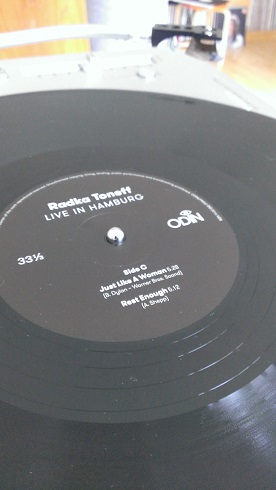 Radka Toneff
LIVE IN HAMBURG
ODIN
33⅓
Side C
Just Like A Woman 5.28
(B. Dylan - Warner Bros. Sound)
Rest Enough 5.12
(A. Shepp)